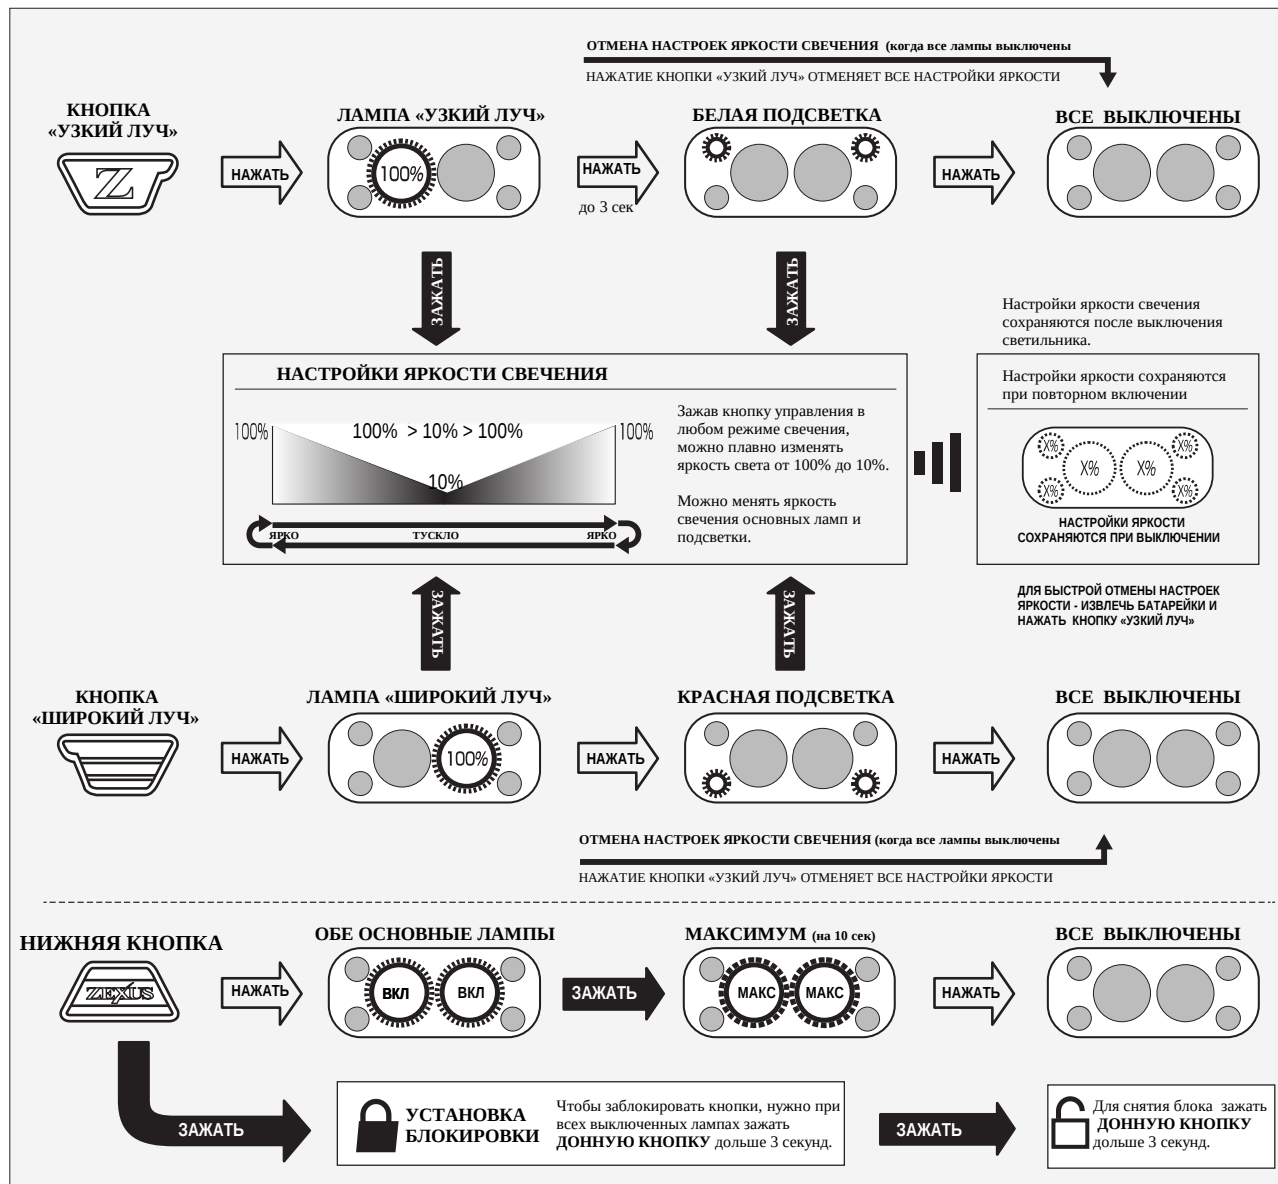 ОТМЕНА НАСТРОЕК ЯРКОСТИ СВЕЧЕНИЯ (когда все лампы выключены
НАЖАТИЕ КНОПКИ «УЗКИЙ ЛУЧ» ОТМЕНЯЕТ ВСЕ НАСТРОЙКИ ЯРКОСТИ
КНОПКА
«УЗКИЙ ЛУЧ»
ЛАМПА «УЗКИЙ ЛУЧ»
БЕЛАЯ ПОДСВЕТКА
ВСЕ ВЫКЛЮЧЕНЫ
Z
НАЖАТЬ
100%
НАЖАТЬ
до 3 сек
НАЖАТЬ
ЗАЖАТЬ
ЗАЖАТЬ
Настройки яркости свечения
сохраняются после выключения
светильника.
НАСТРОЙКИ ЯРКОСТИ СВЕЧЕНИЯ
100%
100% > 10% > 100%
100%
10%
ЯРКО
ТУСКЛО
ЯРКО
Зажав кнопку управления в
любом режиме свечения,
можно плавно изменять
яркость света от 100% до 10%.
Можно менять яркость
свечения основных ламп и
подсветки.
Настройки яркости сохраняются
при повторном включении
X%
X%
X%
X%
X%
X%
НАСТРОЙКИ ЯРКОСТИ
СОХРАНЯЮТСЯ ПРИ ВЫКЛЮЧЕНИИ
ДЛЯ БЫСТРОЙ ОТМЕНЫ НАСТРОЕК
ЯРКОСТИ - ИЗВЛЕЧЬ БАТАРЕЙКИ И
НАЖАТЬ КНОПКУ «УЗКИЙ ЛУЧ»
ЗАЖАТЬ
ЗАЖАТЬ
КНОПКА
«ШИРОКИЙ ЛУЧ»
ЛАМПА «ШИРОКИЙ ЛУЧ»
КРАСНАЯ ПОДСВЕТКА
ВСЕ ВЫКЛЮЧЕНЫ
НАЖАТЬ
100%
НАЖАТЬ
НАЖАТЬ
ОТМЕНА НАСТРОЕК ЯРКОСТИ СВЕЧЕНИЯ (когда все лампы выключены
НАЖАТИЕ КНОПКИ «УЗКИЙ ЛУЧ» ОТМЕНЯЕТ ВСЕ НАСТРОЙКИ ЯРКОСТИ
НИЖНЯЯ КНОПКА
ОБЕ ОСНОВНЫЕ ЛАМПЫ
МАКСИМУМ (на 10 сек)
ВСЕ ВЫКЛЮЧЕНЫ
ZEXUS
НАЖАТЬ
ВКЛ
ВКЛ
ЗАЖАТЬ
МАКС
МАКС
НАЖАТЬ
ЗАЖАТЬ
УСТАНОВКА
БЛОКИРОВКИ
Чтобы заблокировать кнопки, нужно при
всех выключенных лампах зажать
ДОННУЮ КНОПКУ дольше 3 секунд.
ЗАЖАТЬ
Для снятия блока зажать
ДОННУЮ КНОПКУ
дольше 3 секунд.